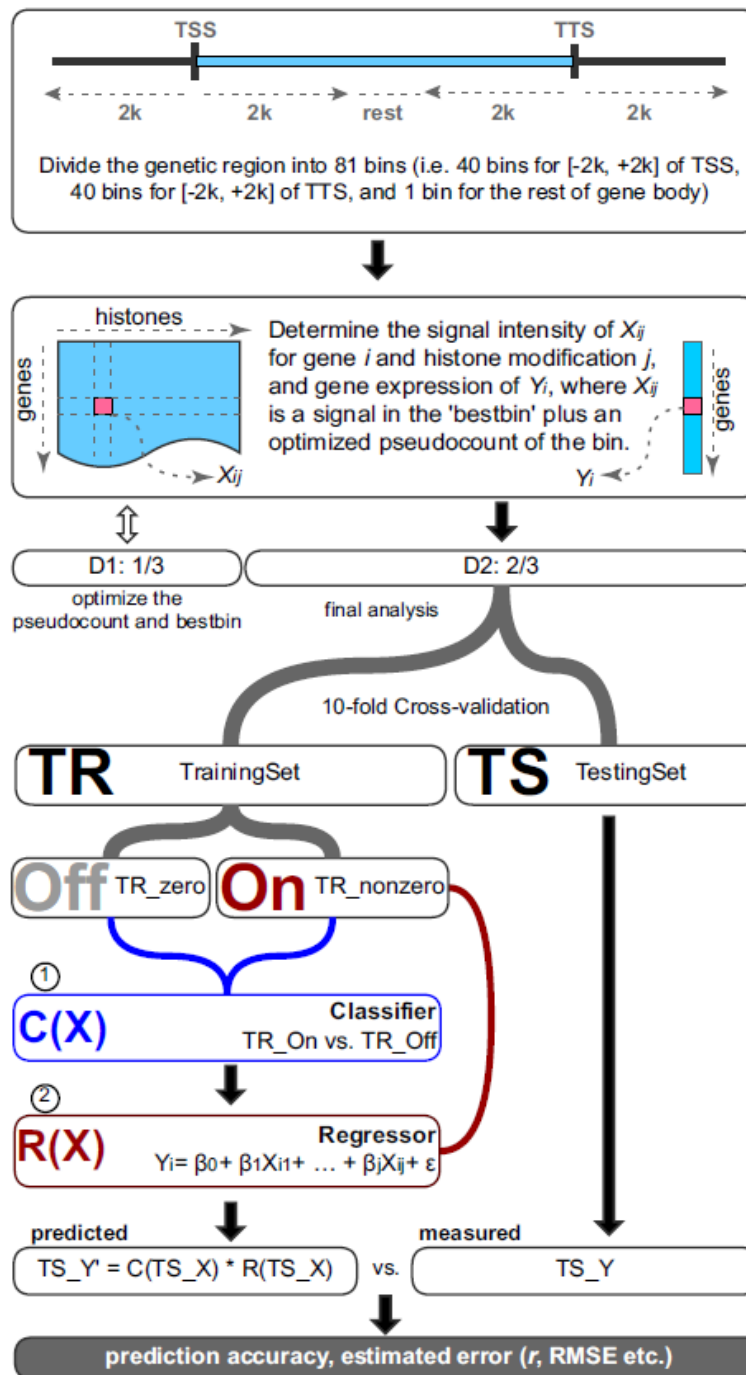 TSS TTS
2k 2k rest 2k 2k
Divide the genetic region into 81 bins (i.e. 40 bins for [-2k, +2k] of TSS,
40 bins for [-2k, +2k] of TTS, and 1 bin for the rest of gene body)
histones
genes
Xij
Determine the signal intensity of Xij
for gene i and histone modification j,
and gene expression of Yi, where Xij
is a signal in the 'bestbin' plus an
optimized pseudocount of the bin.
genes
Yi
D1: 1/3
D2: 2/3
optimize the
pseudocount and bestbin
final analysis
10-fold Cross-validation
TR TrainingSet
TS TestingSet
Off TR_zero
On TR_nonzero
1
C(X)
Classifier
TR_On vs. TR_Off
2
R(X)
Regressor
Yi= β0+ β1Xi1+ … + βjXij+ ε
predicted
measured
TS_Y' = C(TS_X) * R(TS_X) vs. TS_Y
prediction accuracy, estimated error (r, RMSE etc.)